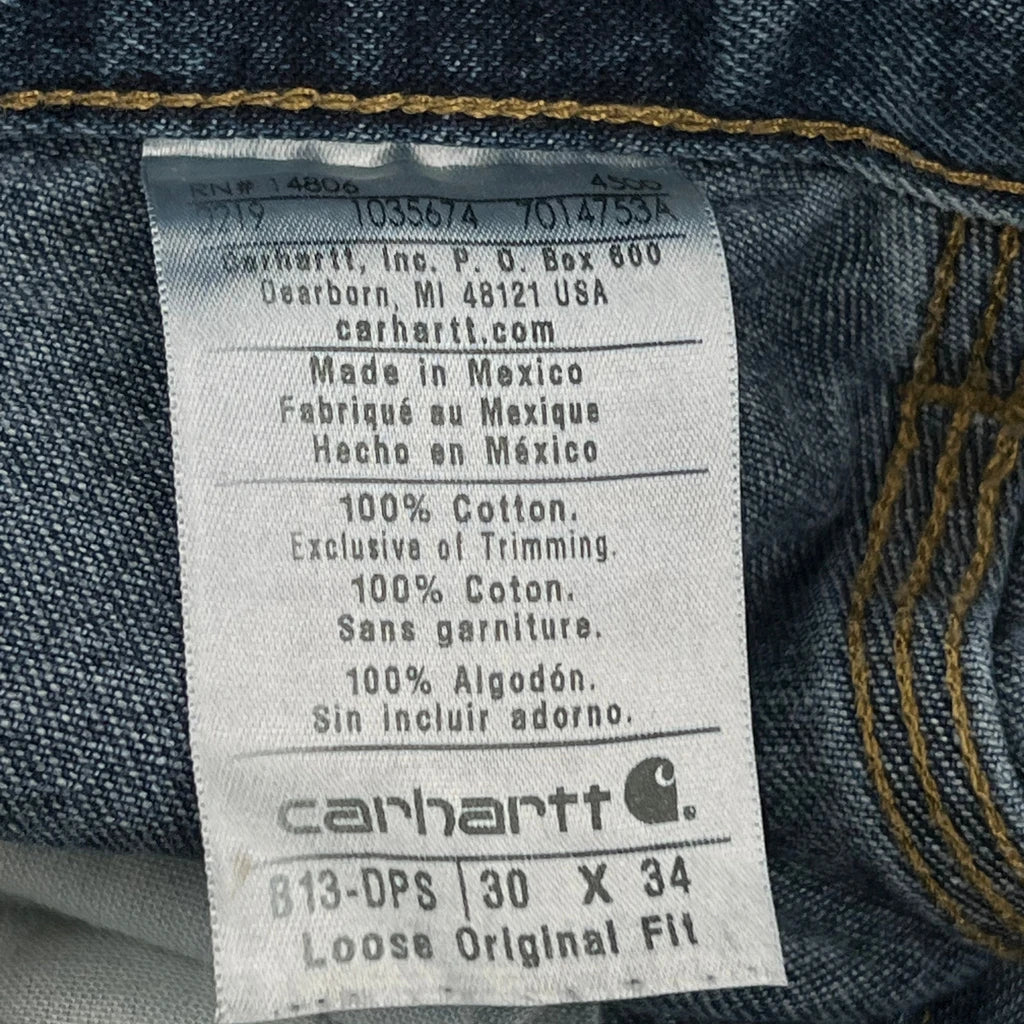 RN# 14806 4506
0219 1035674 7014753A
Carhartt, Inc. P. O. Box 600
Dearborn, MI 48121 USA
carhartt.com
Made in Mexico
Fabriqué au Mexique
Hecho en México
100% Cotton.
Exclusive of Trimming.
100% Coton.
Sans garniture.
100% Algodón.
Sin incluir adorno.
carhartt
B13-DPS | 30 X 34
Loose Original Fit